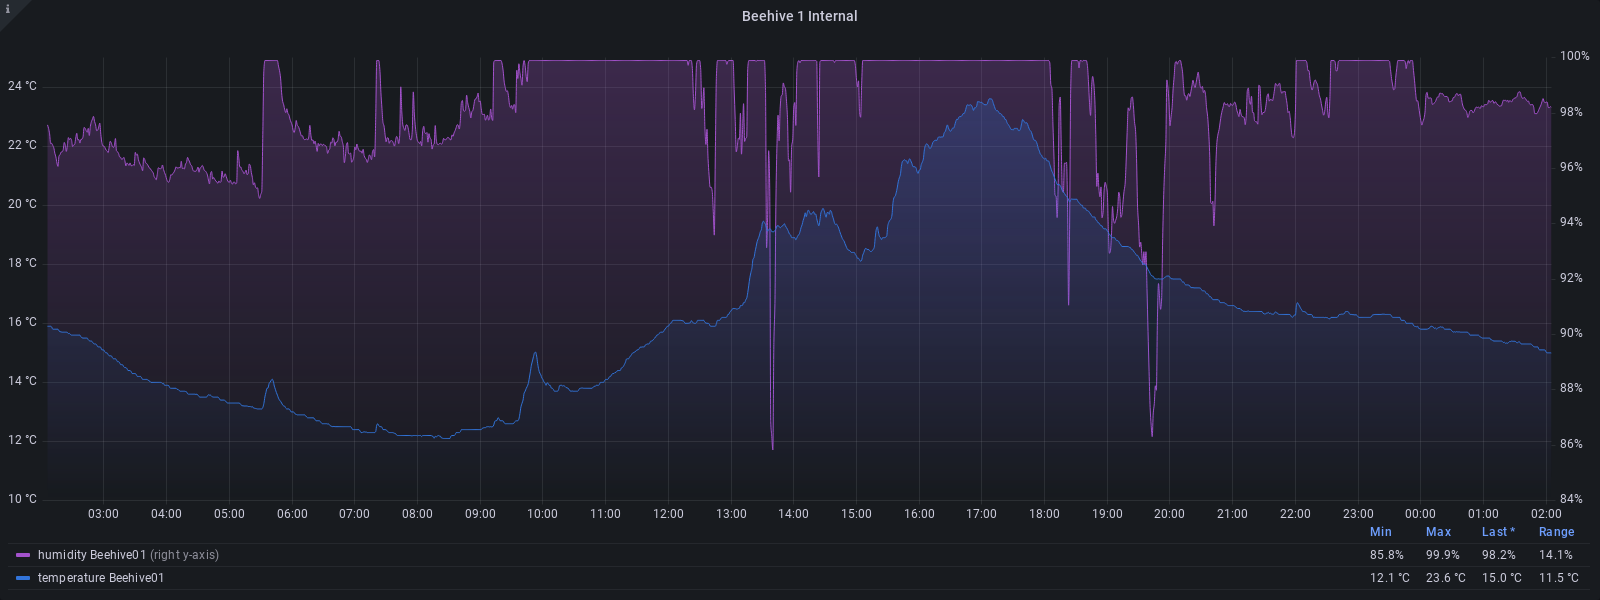 i
Beehive 1 Internal
100%
24 °C
98%
22 °C
96%
20 °C
94%
18 °C
92%
16 °C
90%
14 °C
88%
12 °C
86%
10 °C
84%
03:00 04:00 05:00 06:00 07:00 08:00 09:00 10:00 11:00 12:00 13:00 14:00 15:00 16:00 17:00 18:00 19:00 20:00 21:00 22:00 23:00 00:00 01:00 02:00
Min Max Last * Range
humidity Beehive01 (right y-axis) 85.8% 99.9% 98.2% 14.1%
temperature Beehive01 12.1 °C 23.6 °C 15.0 °C 11.5 °C